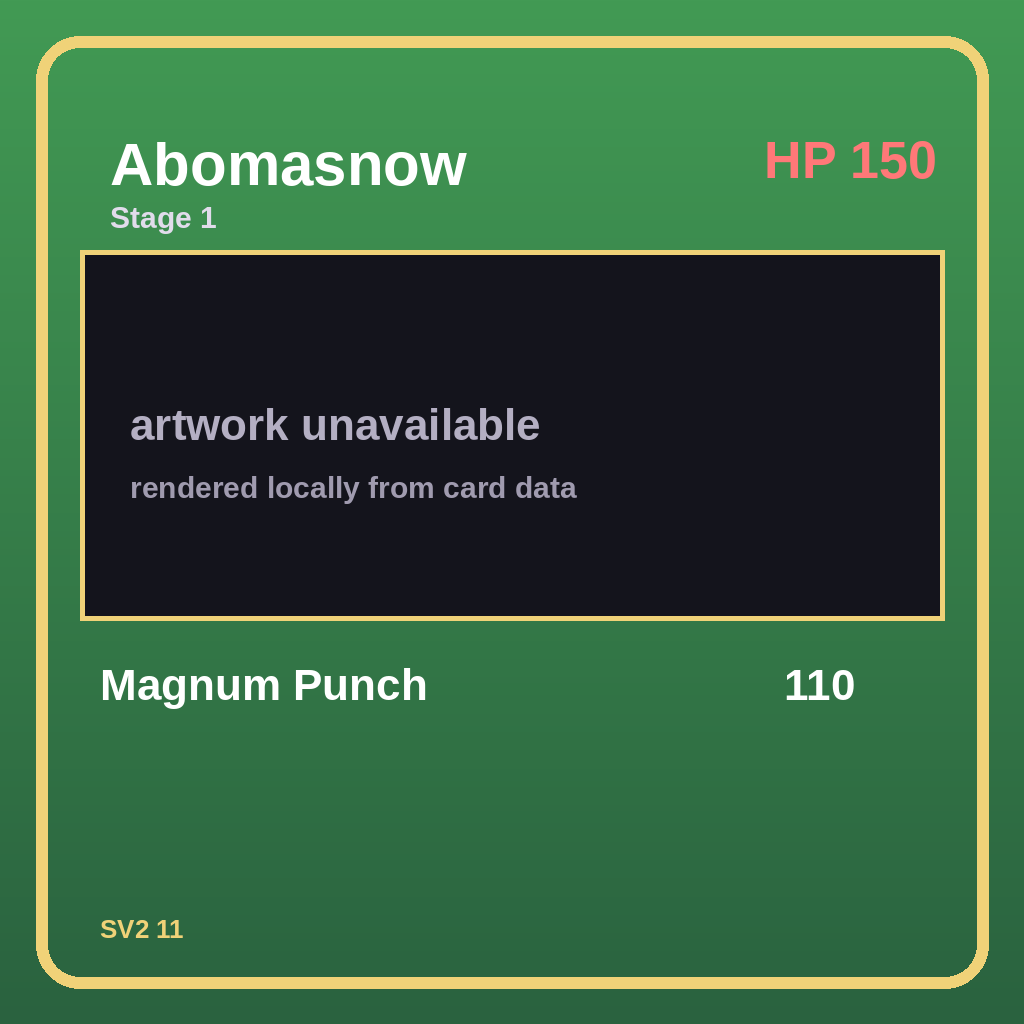 Abomasnow
HP 150
Stage 1
artwork unavailable
rendered locally from card data
Magnum Punch
110
SV2 11